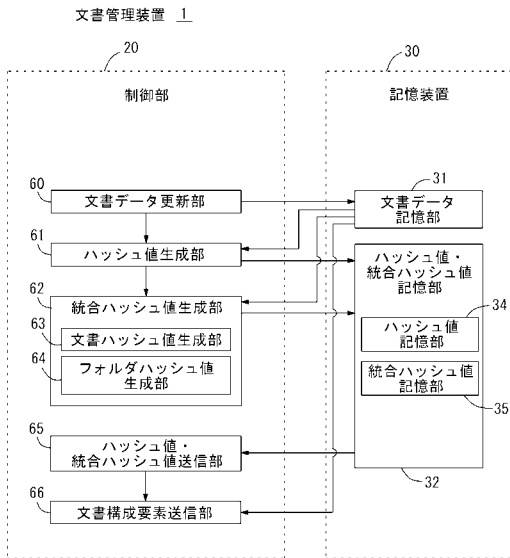 文書管理装置 1
20
30
制御部
記憶装置
60
文書データ更新部
31
文書データ
記憶部
61
ハッシュ値生成部
ハッシュ値・
統合ハッシュ値
記憶部
62
統合ハッシュ値生成部
63
文書ハッシュ値生成部
64
フォルダハッシュ値
生成部
34
ハッシュ値
記憶部
統合ハッシュ値
記憶部
35
65
ハッシュ値・
統合ハッシュ値送信部
32
66
文書構成要素送信部